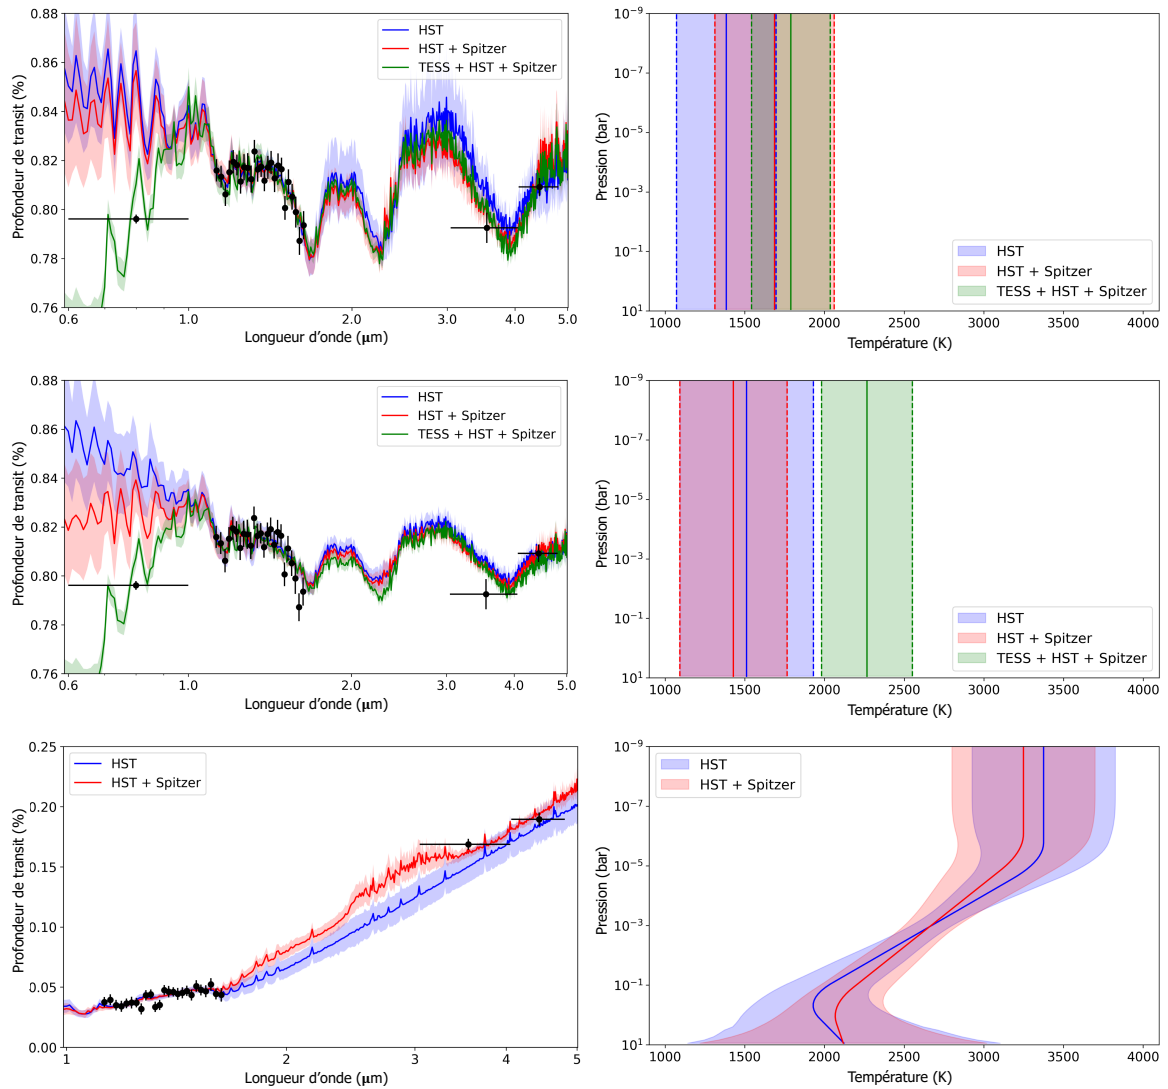 0.88
0.86
0.84
0.82
0.80
0.78
0.76
Profondeur de transit (%)
HST
HST + Spitzer
TESS + HST + Spitzer
0.6
1.0
2.0
3.0
4.0
5.0
Longueur d'onde (μm)
10⁻⁹
10⁻⁷
10⁻⁵
10⁻³
10⁻¹
10¹
Pression (bar)
HST
HST + Spitzer
TESS + HST + Spitzer
1000
1500
2000
2500
3000
3500
4000
Température (K)
0.88
0.86
0.84
0.82
0.80
0.78
0.76
Profondeur de transit (%)
HST
HST + Spitzer
TESS + HST + Spitzer
0.6
1.0
2.0
3.0
4.0
5.0
Longueur d'onde (μm)
10⁻⁹
10⁻⁷
10⁻⁵
10⁻³
10⁻¹
10¹
Pression (bar)
HST
HST + Spitzer
TESS + HST + Spitzer
1000
1500
2000
2500
3000
3500
4000
Température (K)
0.25
0.20
0.15
0.10
0.05
0.00
Profondeur de transit (%)
HST
HST + Spitzer
1
2
3
4
5
Longueur d'onde (μm)
10⁻⁹
10⁻⁷
10⁻⁵
10⁻³
10⁻¹
10¹
Pression (bar)
HST
HST + Spitzer
1000
1500
2000
2500
3000
3500
4000
Température (K)